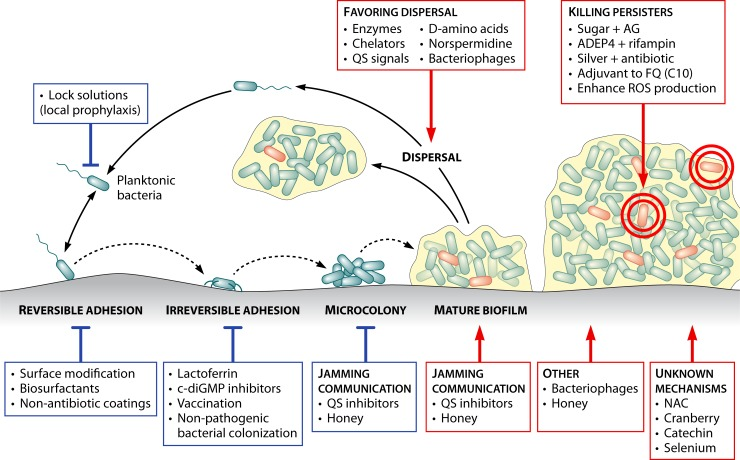 FAVORING DISPERSAL
• Enzymes • D-amino acids
• Chelators • Norspermidine
• QS signals • Bacteriophages
KILLING PERSISTERS
• Sugar + AG
• ADEP4 + rifampin
• Silver + antibiotic
• Adjuvant to FQ (C10)
• Enhance ROS production
• Lock solutions
(local prophylaxis)
DISPERSAL
Planktonic
bacteria
REVERSIBLE ADHESION IRREVERSIBLE ADHESION MICROCOLONY MATURE BIOFILM
• Surface modification
• Biosurfactants
• Non-antibiotic coatings
• Lactoferrin
• c-diGMP inhibitors
• Vaccination
• Non-pathogenic
bacterial colonization
JAMMING
COMMUNICATION
• QS inhibitors
• Honey
JAMMING
COMMUNICATION
• QS inhibitors
• Honey
OTHER
• Bacteriophages
• Honey
UNKNOWN
MECHANISMS
• NAC
• Cranberry
• Catechin
• Selenium